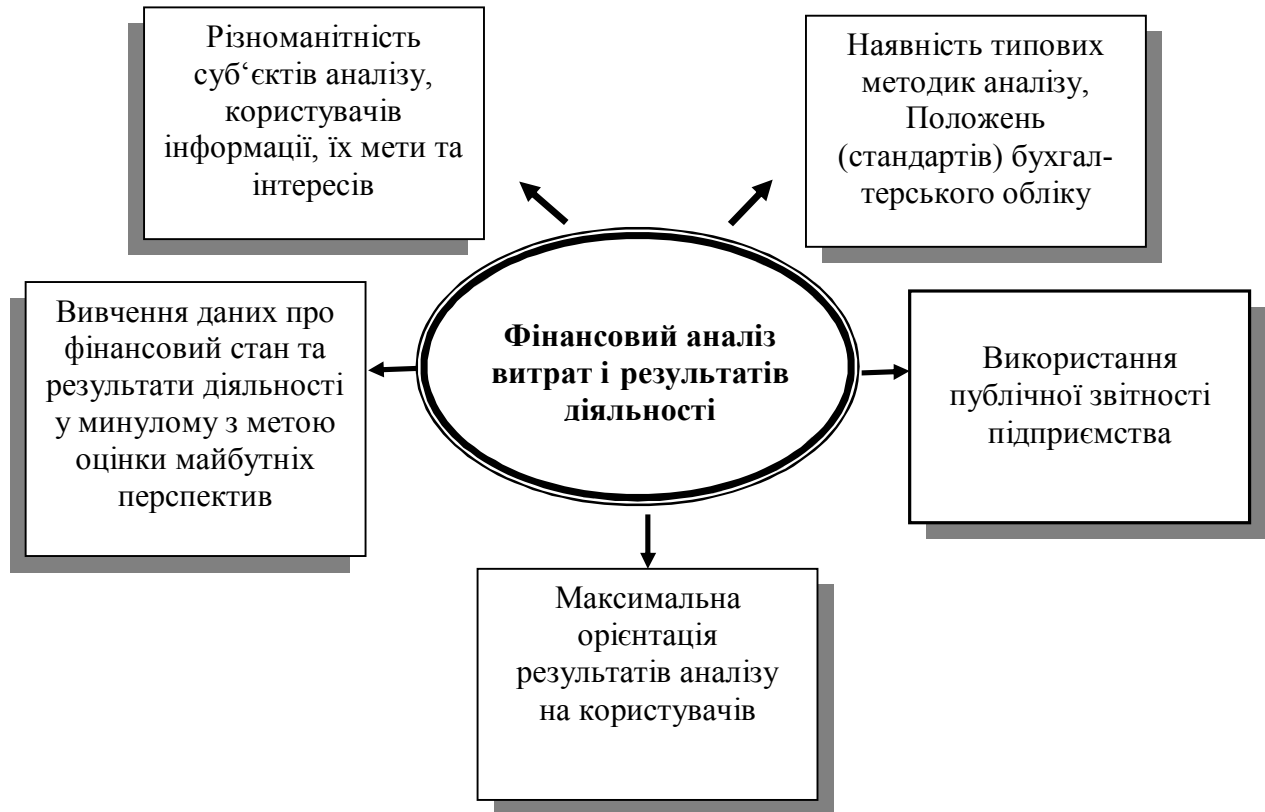 Різноманітність
суб‘єктів аналізу,
користувачів
інформації, їх мети та
інтересів
Наявність типових
методик аналізу,
Положень
(стандартів) бухгал-
терського обліку
Вивчення даних про
фінансовий стан та
результати діяльності
у минулому з метою
оцінки майбутніх
перспектив
Фінансовий аналіз
витрат і результатів
діяльності
Використання
публічної звітності
підприємства
Максимальна
орієнтація
результатів аналізу
на користувачів